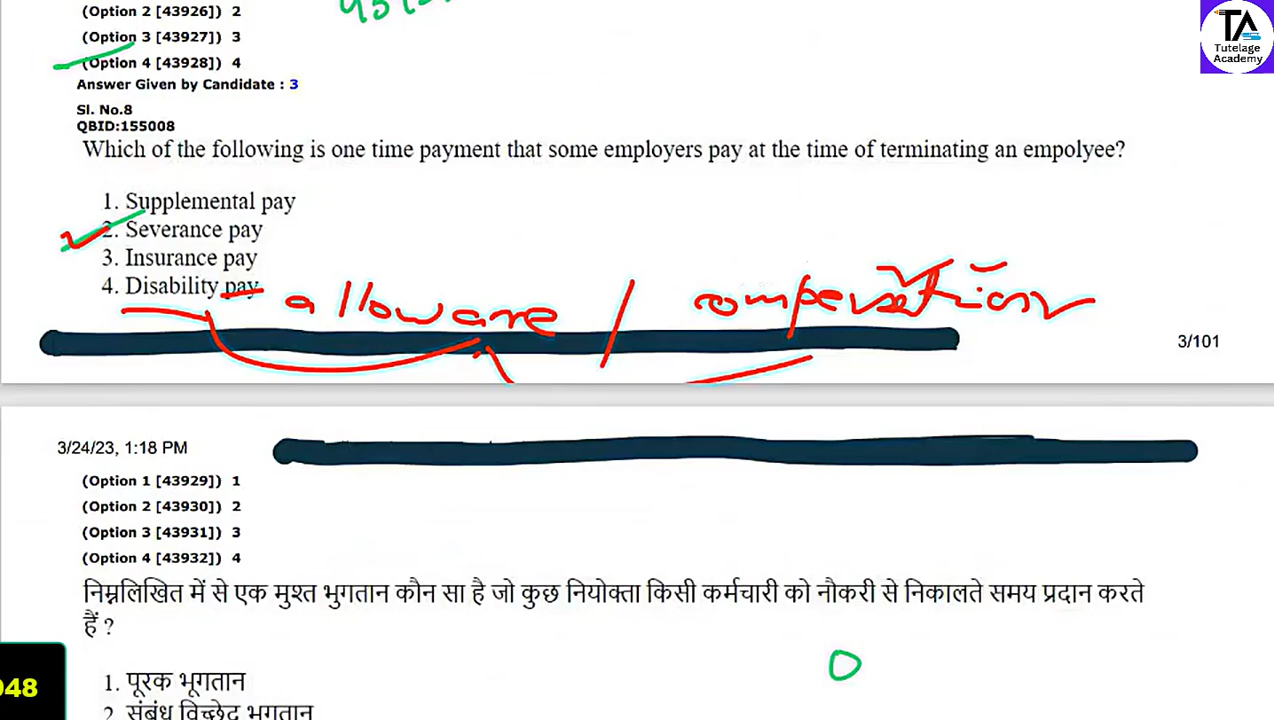 (Option 2 [43926]) 2
(Option 3 [43927]) 3
(Option 4 [43928]) 4
Answer Given by Candidate : 3
TA
Tutelage
Academy
Sl. No.8
QBID:155008
Which of the following is one time payment that some employers pay at the time of terminating an empolyee?
1. Supplemental pay
2. Severance pay
3. Insurance pay
4. Disability pay
/
3/101
3/24/23, 1:18 PM
(Option 1 [43929]) 1
(Option 2 [43930]) 2
(Option 3 [43931]) 3
(Option 4 [43932]) 4
निम्नलिखित में से एक मुश्त भुगतान कौन सा है जो कुछ नियोक्ता किसी कर्मचारी को नौकरी से निकालते समय प्रदान करते
हैं ?
1. पूरक भूगतान
2. संबंध विच्छेद भुगतान